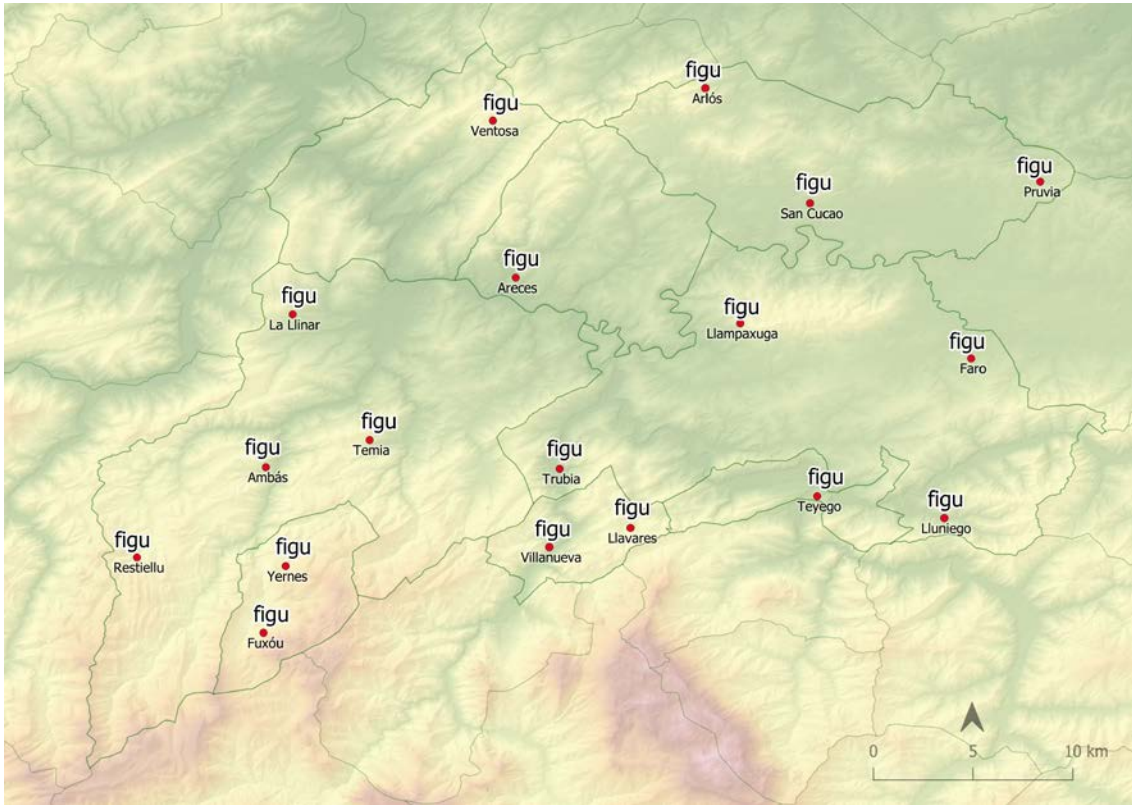 figu
Arlós
figu
Ventosa
figu
Pruvia
figu
San Cucao
figu
Areces
figu
La Llinar
figu
Llampaxuga
figu
Faro
figu
Temia
figu
Ambás
figu
Trubia
figu
Teyego
figu
Lluniego
figu
Llavares
figu
Villanueva
figu
Restiellu
figu
Yernes
figu
Fuxóu
0 5 10 km